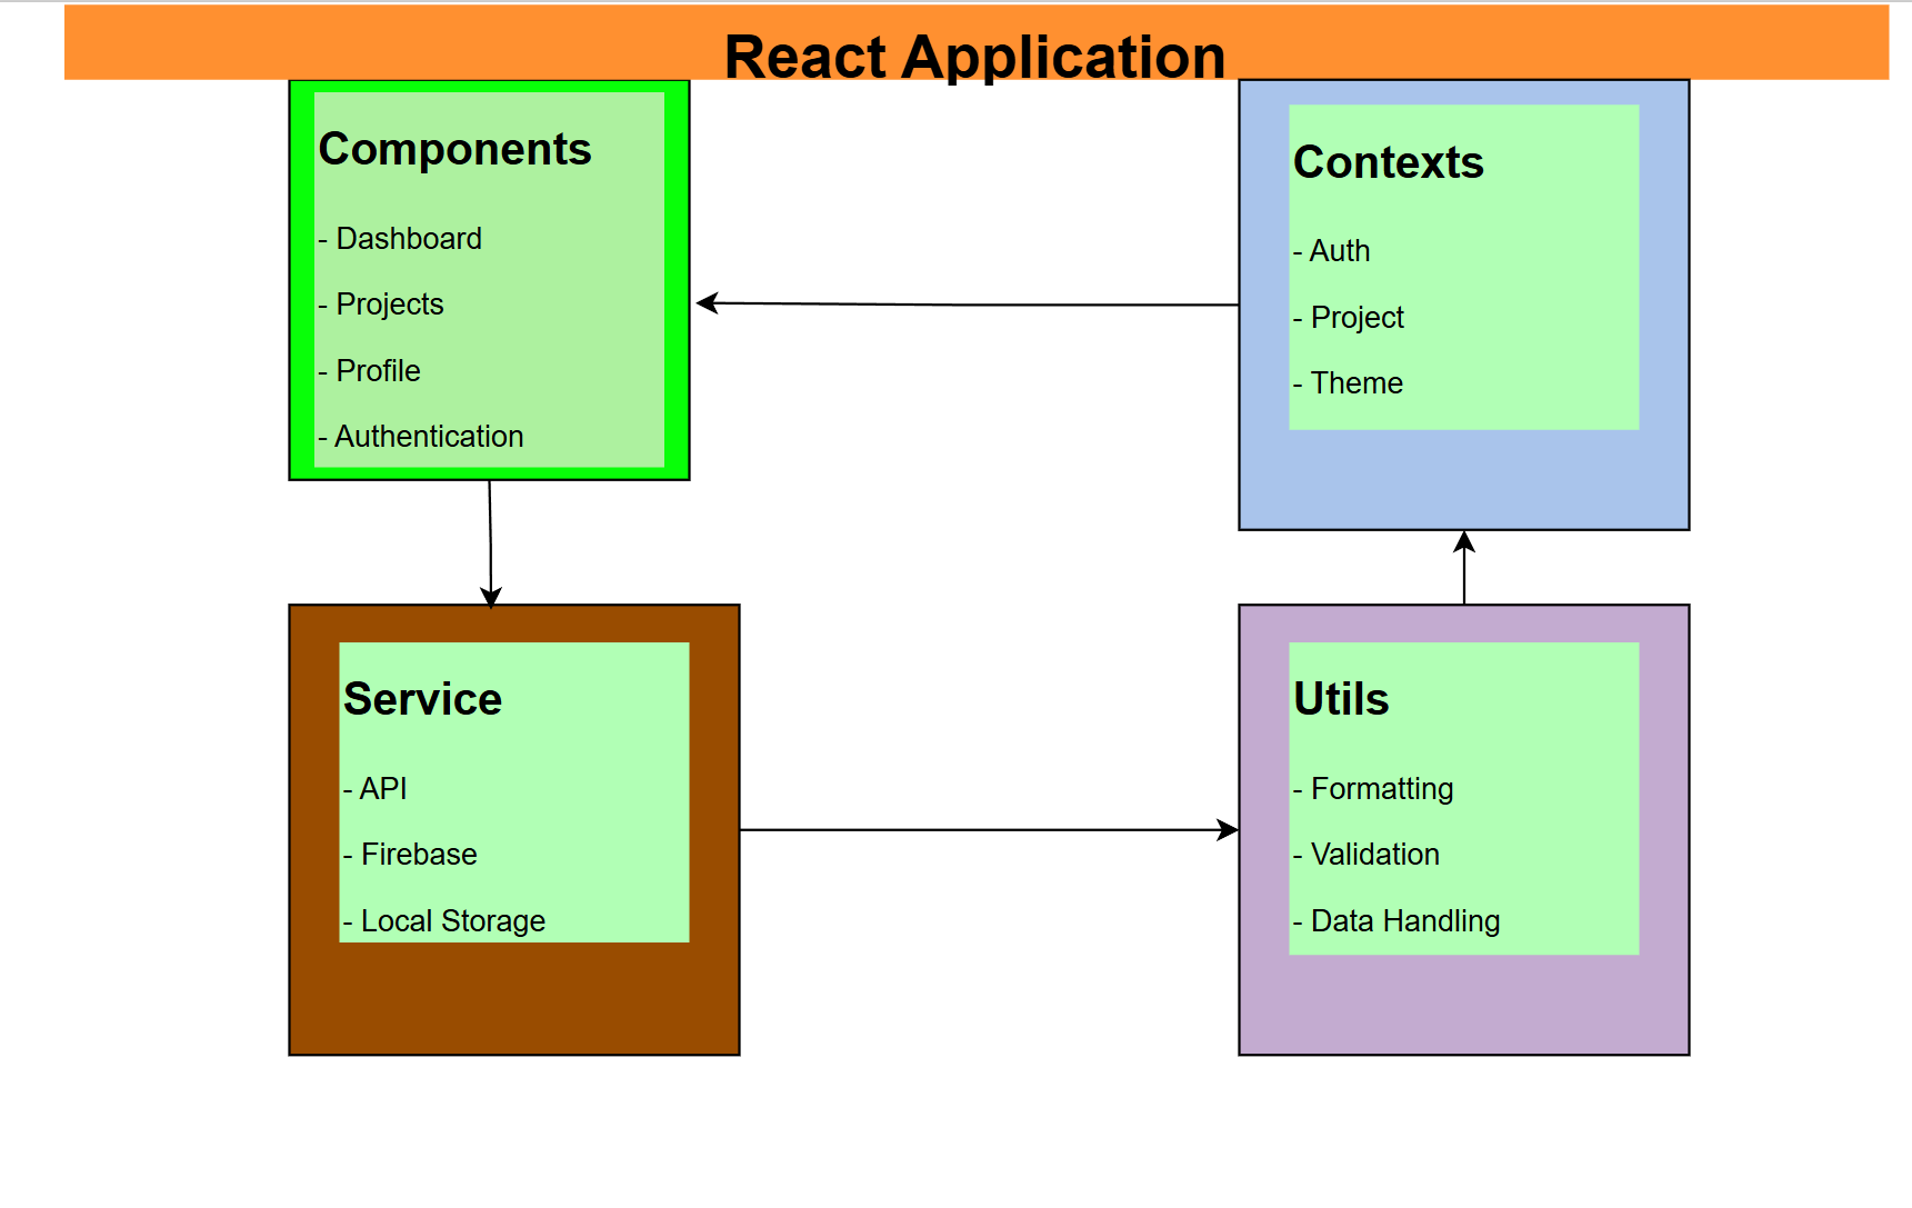 React Application
Components
- Dashboard
- Projects
- Profile
- Authentication
Contexts
- Auth
- Project
- Theme
Service
- API
- Firebase
- Local Storage
Utils
- Formatting
- Validation
- Data Handling